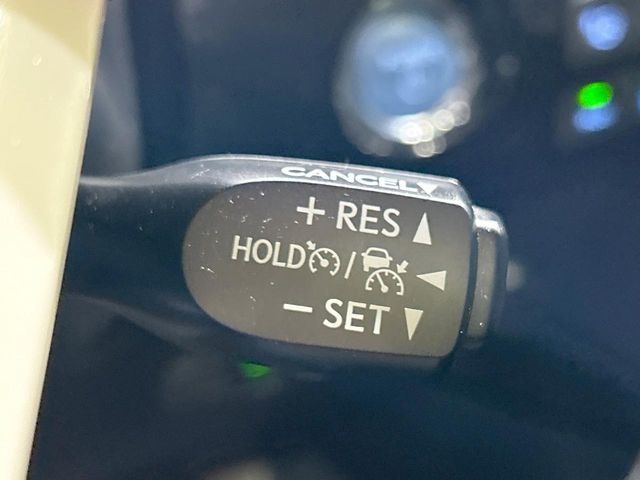 CANCEL▼
+ RES ▲
HOLD / ◀
− SET ▼